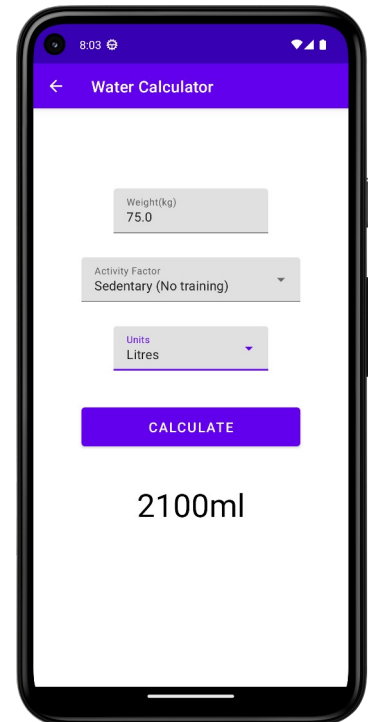 8:03
Water Calculator
Weight(kg)
75.0
Activity Factor
Sedentary (No training)
Units
Litres
CALCULATE
2100ml